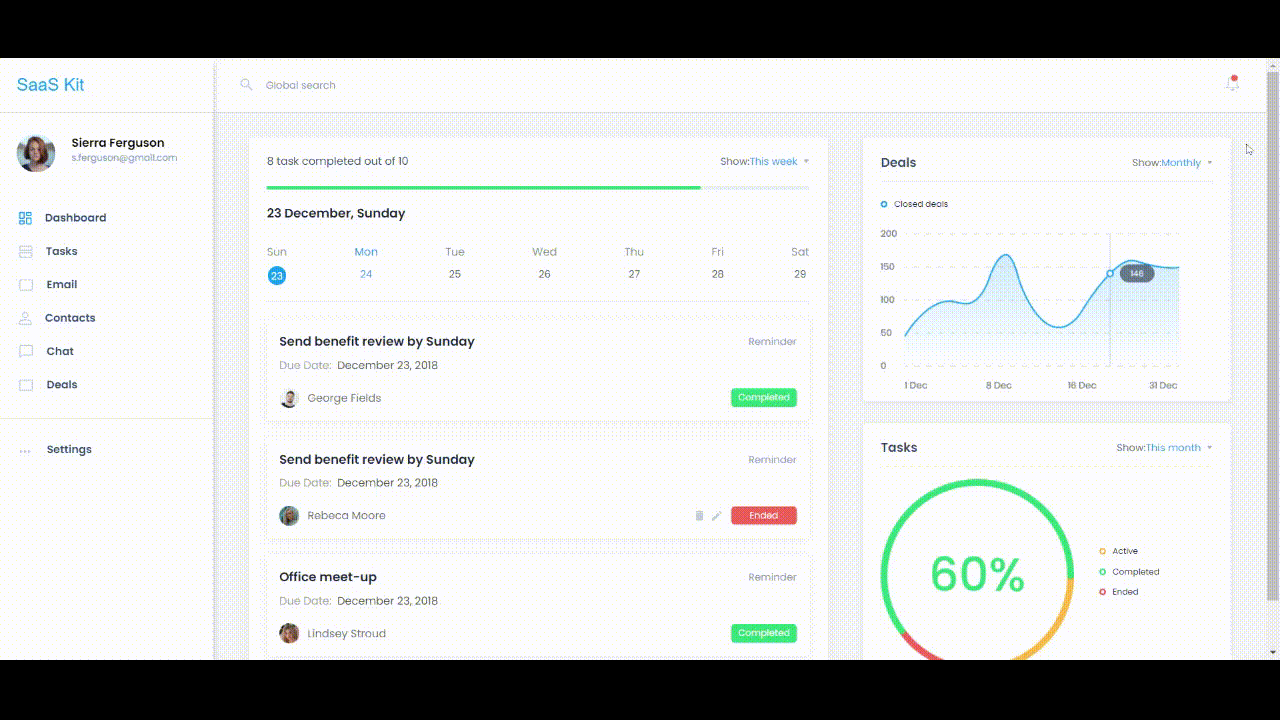 SaaS Kit
Global search
Sierra Ferguson
s.ferguson@gmail.com
Dashboard
Tasks
Email
Contacts
Chat
Deals
Settings
8 task completed out of 10
Show:This week
23 December, Sunday
Sun Mon Tue Wed Thu Fri Sat
23 24 25 26 27 28 29
Send benefit review by Sunday
Reminder
Due Date: December 23, 2018
George Fields
Completed
Send benefit review by Sunday
Reminder
Due Date: December 23, 2018
Rebeca Moore
Ended
Office meet-up
Reminder
Due Date: December 23, 2018
Lindsey Stroud
Completed
Deals
Show:Monthly
Closed deals
200
150
146
100
50
0
1 Dec 8 Dec 16 Dec 31 Dec
Tasks
Show:This month
60%
Active
Completed
Ended